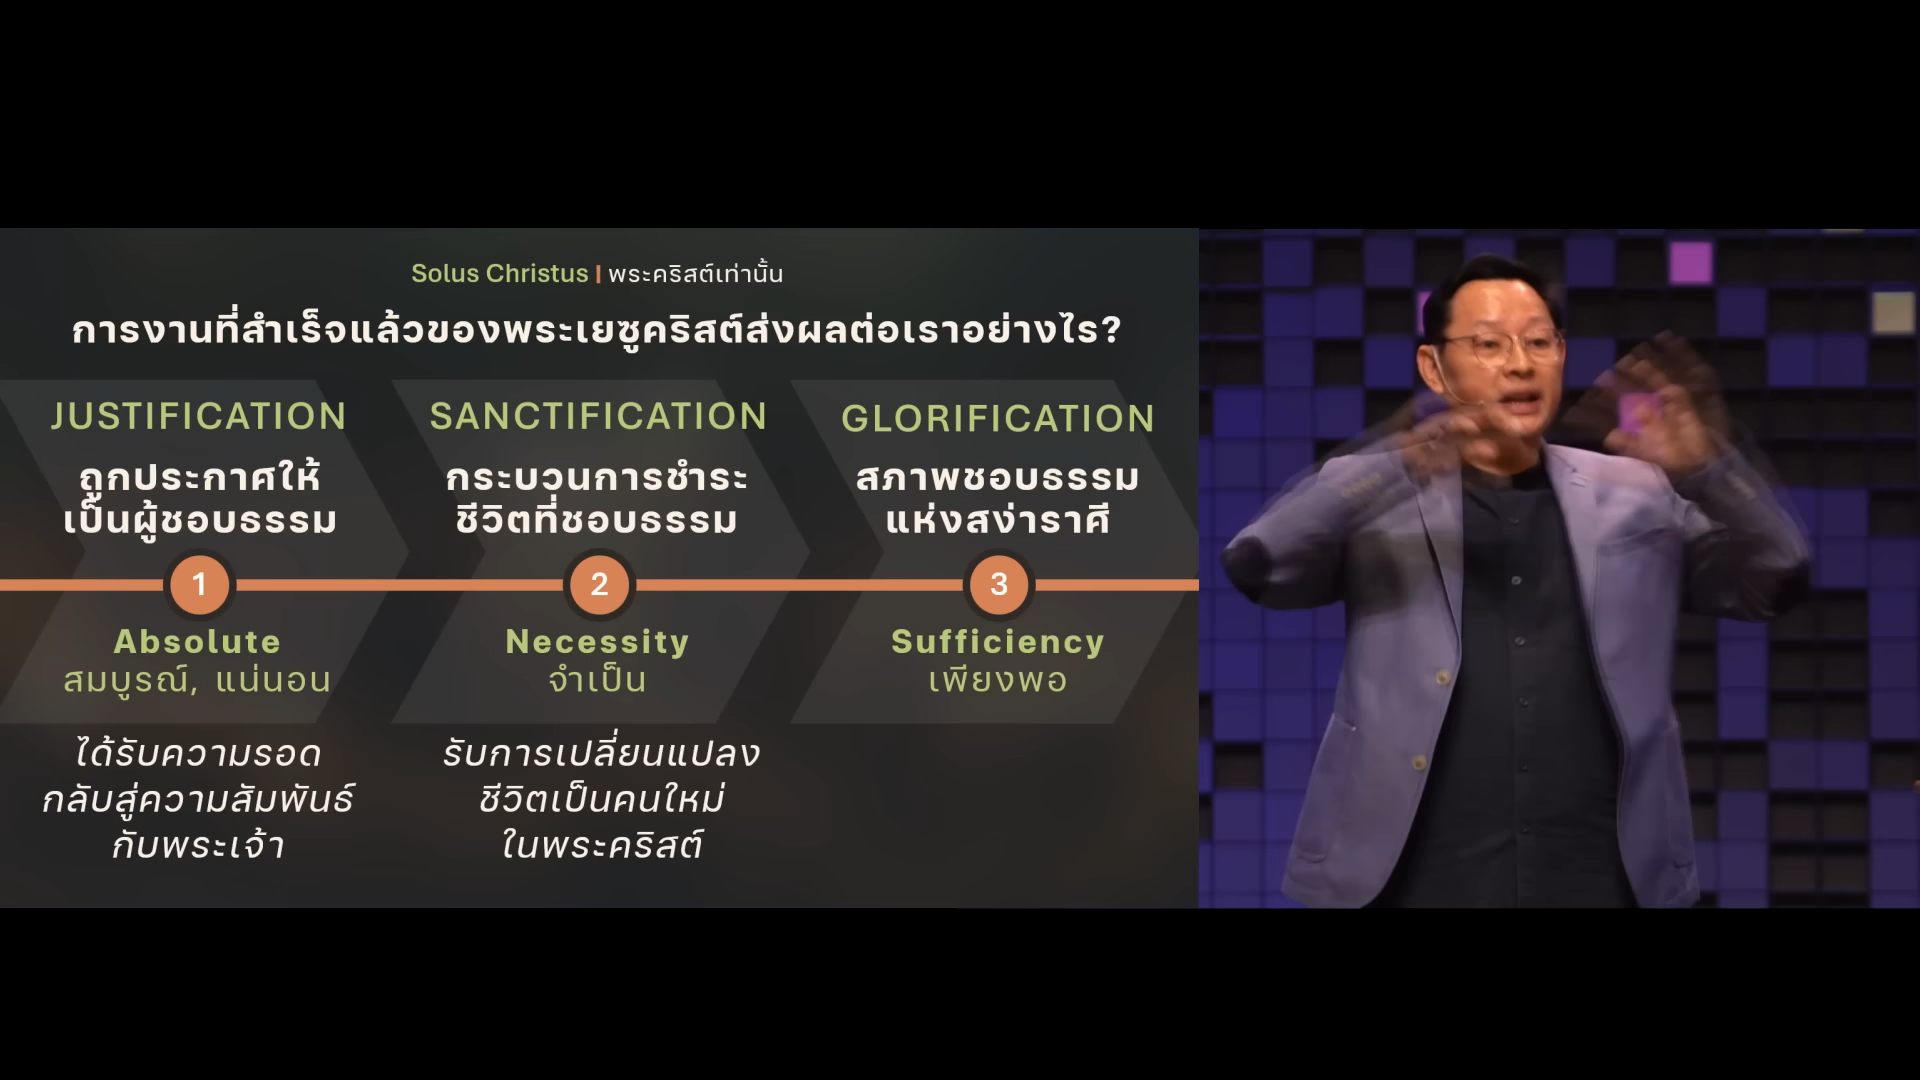 Solus Christus | พระคริสต์เท่านั้น
การงานที่สำเร็จแล้วของพระเยซูคริสต์ส่งผลต่อเราอย่างไร?
JUSTIFICATION
ถูกประกาศให้
เป็นผู้ชอบธรรม
1
Absolute
สมบูรณ์, แน่นอน
ได้รับความรอด
กลับสู่ความสัมพันธ์
กับพระเจ้า
SANCTIFICATION
กระบวนการชำระ
ชีวิตที่ชอบธรรม
2
Necessity
จำเป็น
รับการเปลี่ยนแปลง
ชีวิตเป็นคนใหม่
ในพระคริสต์
GLORIFICATION
สภาพชอบธรรม
แห่งสง่าราศี
3
Sufficiency
เพียงพอ